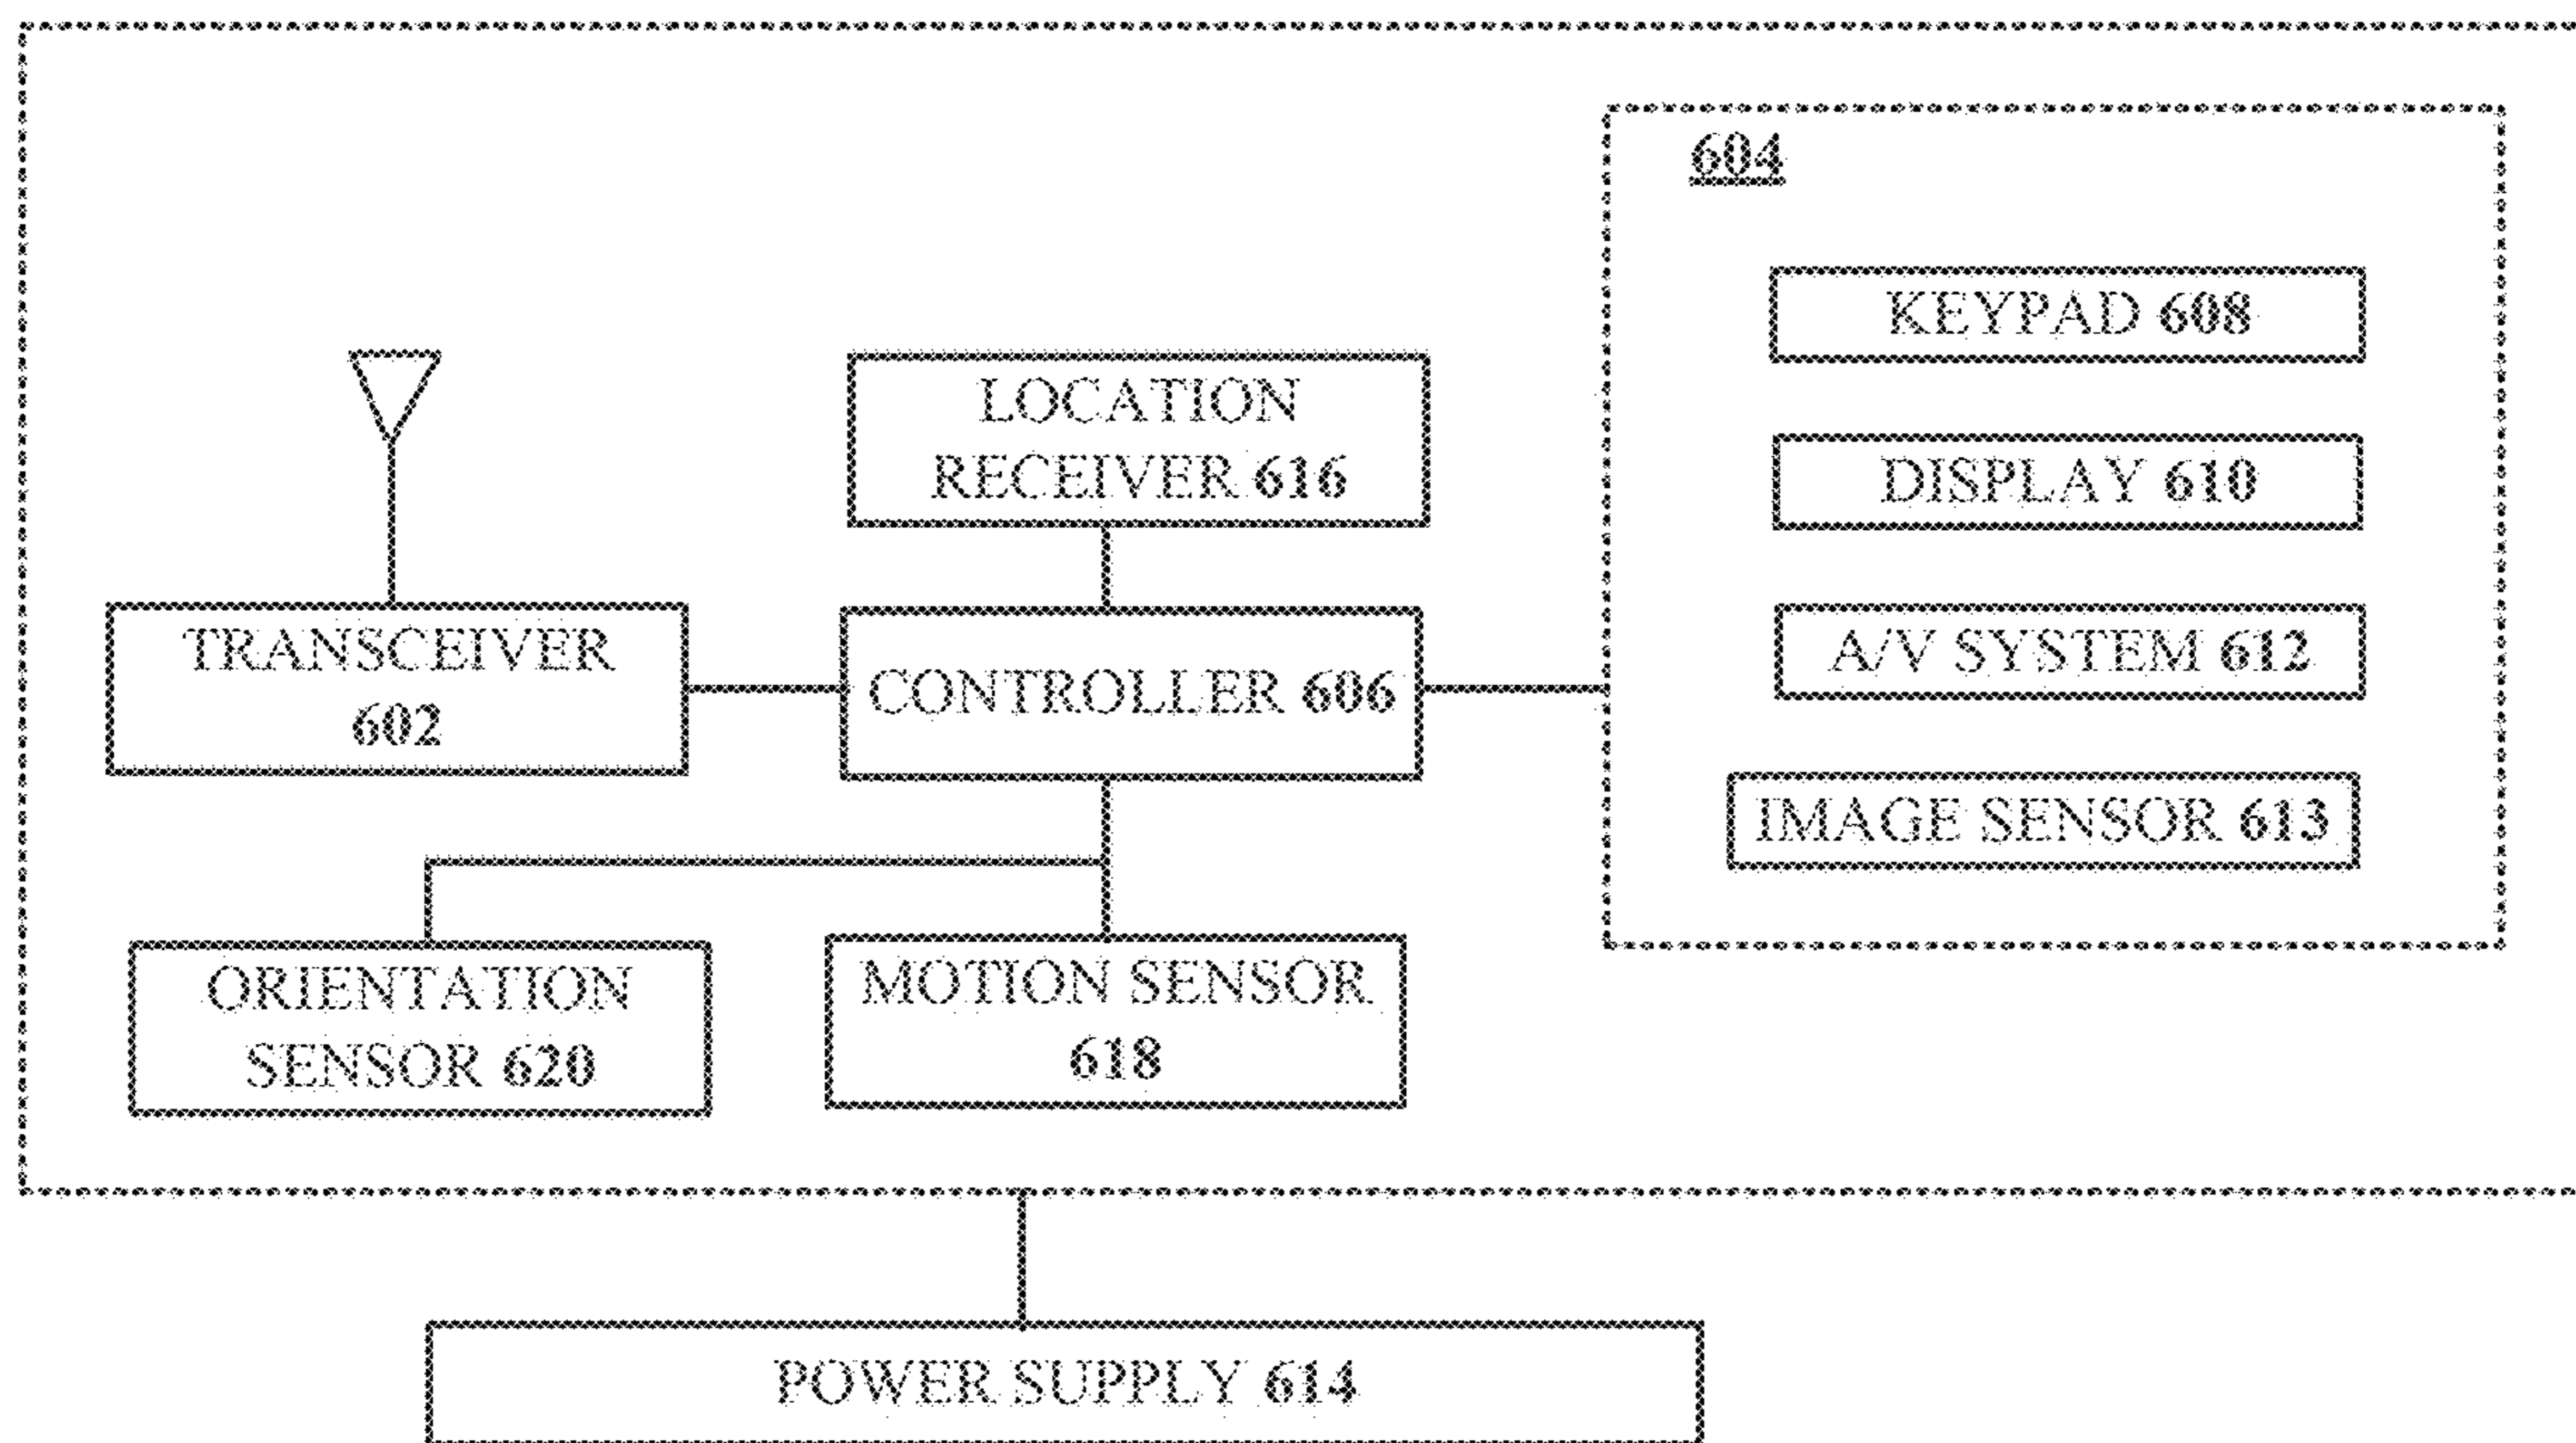 604
KEYPAD 608
LOCATION
RECEIVER 616
DISPLAY 610
TRANSCEIVER
602
CONTROLLER 606
A/V SYSTEM 612
IMAGE SENSOR 613
ORIENTATION
SENSOR 620
MOTION SENSOR
618
POWER SUPPLY 614